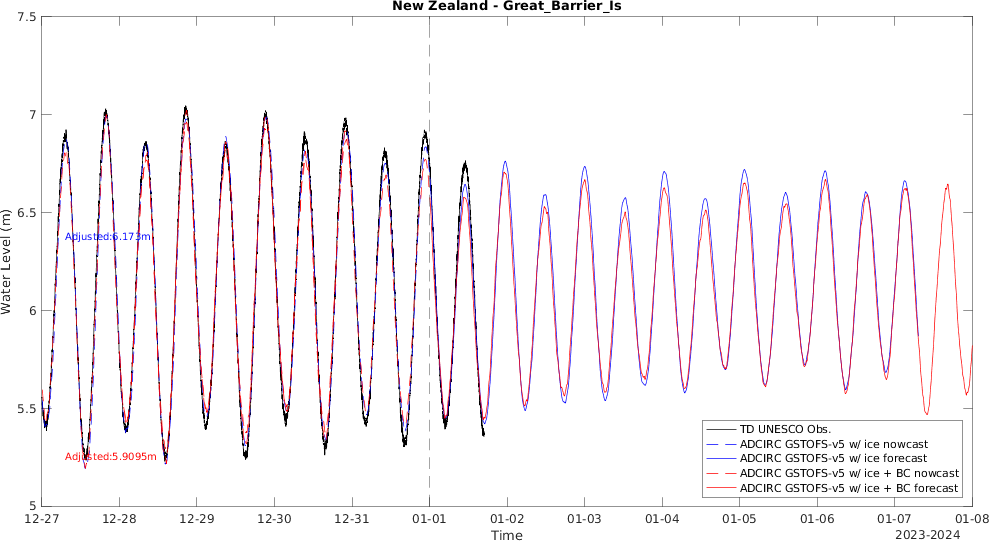 New Zealand - Great_Barrier_Is
7.5
7
6.5
6
5.5
5
Water Level (m)
Adjusted:6.173m
Adjusted:5.9095m
TD UNESCO Obs.
ADCIRC GSTOFS-v5 w/ ice nowcast
ADCIRC GSTOFS-v5 w/ ice forecast
ADCIRC GSTOFS-v5 w/ ice + BC nowcast
ADCIRC GSTOFS-v5 w/ ice + BC forecast
12-27 12-28 12-29 12-30 12-31 01-01 01-02 01-03 01-04 01-05 01-06 01-07 01-08
Time
2023-2024